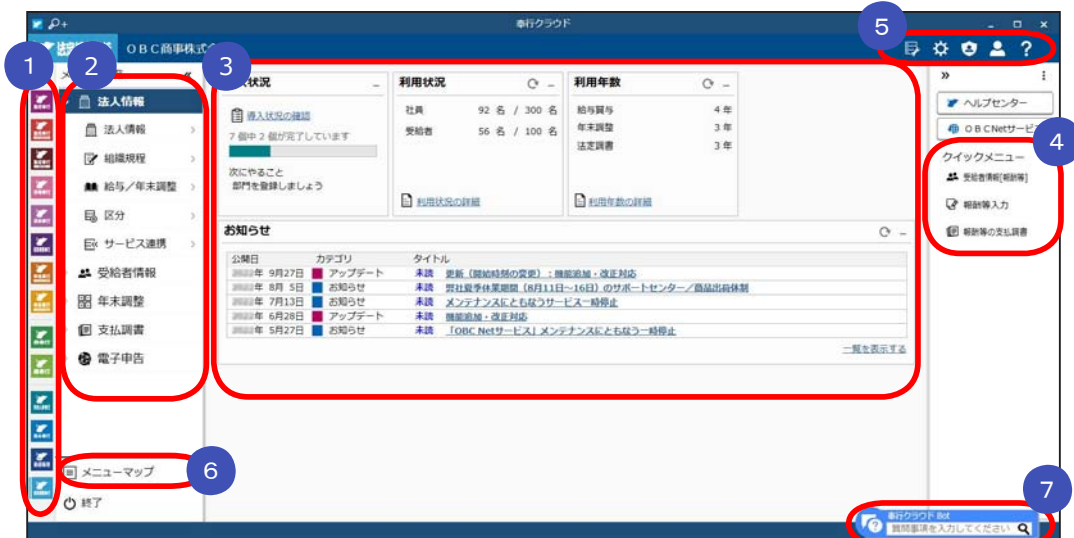 奉行クラウド
5
ＯＢＣ商事株式
1
2
3
法人情報
法人情報
組織規程
給与／年末調整
区分
サービス連携
受給者情報
年末調整
支払調書
電子申告
メニューマップ
6
終了
状況
導入状況の確認
7 個中 2 個が完了しています
次にやること
部門を登録しましょう
利用状況
社員 92 名 / 300 名
受給者 56 名 / 100 名
利用状況の詳細
利用年数
給与賞与 4 年
年末調整 3 年
法定調書 3 年
利用年数の詳細
お知らせ
公開日 カテゴリ タイトル
年 9月27日 アップデート 未読 更新（開始時刻の変更）：機能追加・改正対応
年 8月 5日 お知らせ 未読 弊社夏季休業期間（8月11日～16日）のサポートセンター／商品出荷体制
年 7月13日 お知らせ 未読 メンテナンスにともなうサービス一時停止
年 6月28日 アップデート 未読 機能追加・改正対応
年 5月27日 お知らせ 未読 「OBC Netサービス」メンテナンスにともなう一時停止
一覧を表示する
ヘルプセンター
ＯＢＣNetサービ
4
クイックメニュー
受給者情報[報酬等]
報酬等入力
報酬等の支払調書
7
奉行クラウド Bot
質問事項を入力してください